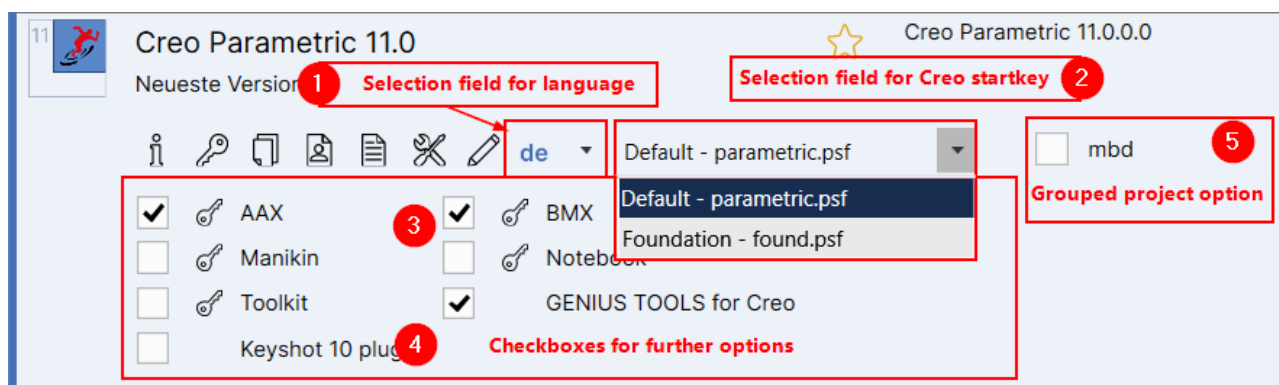 11
Creo Parametric 11.0
Creo Parametric 11.0.0.0
Neueste Version
1
Selection field for language
Selection field for Creo startkey
2
de
Default - parametric.psf
mbd
5
Default - parametric.psf
Grouped project option
AAX
3
BMX
Foundation - found.psf
Manikin
Notebook
Toolkit
GENIUS TOOLS for Creo
Keyshot 10
4
Checkboxes for further options